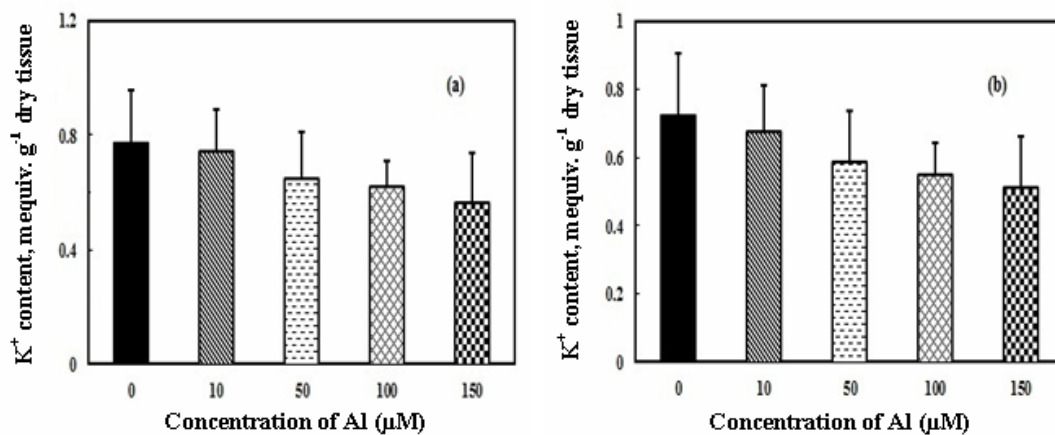 K⁺ content, mequiv. g⁻¹ dry tissue
1.2
0.8
0.4
0
(a)
0 10 50 100 150
Concentration of Al (µM)
K⁺ content, mequiv. g⁻¹ dry tissue
1
0.8
0.6
0.4
0.2
0
(b)
0 10 50 100 150
Concentration of Al (µM)